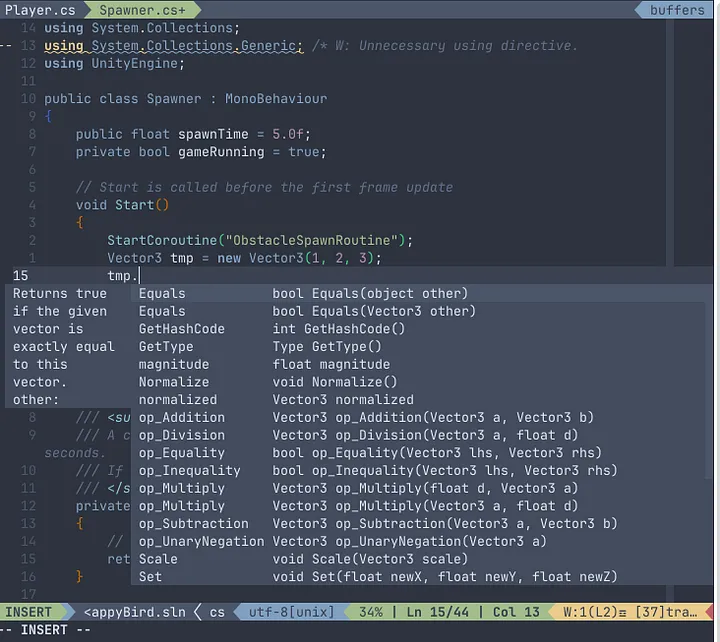 Player.cs Spawner.cs+ buffers
14 using System.Collections;
-- 13 using System.Collections.Generic; /* W: Unnecessary using directive.
12 using UnityEngine;
11
10 public class Spawner : MonoBehaviour
9 {
8 public float spawnTime = 5.0f;
7 private bool gameRunning = true;
6
5 // Start is called before the first frame update
4 void Start()
3 {
2 StartCoroutine("ObstacleSpawnRoutine");
1 Vector3 tmp = new Vector3(1, 2, 3);
15 tmp.
Returns true Equals bool Equals(object other)
if the given Equals bool Equals(Vector3 other)
vector is GetHashCode int GetHashCode()
exactly equal GetType Type GetType()
to this magnitude float magnitude
vector. Normalize void Normalize()
other: normalized Vector3 normalized
8 /// <su op_Addition Vector3 op_Addition(Vector3 a, Vector3 b)
9 /// A c op_Division Vector3 op_Division(Vector3 a, float d)
seconds. op_Equality bool op_Equality(Vector3 lhs, Vector3 rhs)
10 /// If op_Inequality bool op_Inequality(Vector3 lhs, Vector3 rhs)
11 /// </s op_Multiply Vector3 op_Multiply(float d, Vector3 a)
12 private op_Multiply Vector3 op_Multiply(Vector3 a, float d)
13 { op_Subtraction Vector3 op_Subtraction(Vector3 a, Vector3 b)
14 // op_UnaryNegation Vector3 op_UnaryNegation(Vector3 a)
15 ret Scale void Scale(Vector3 scale)
16 } Set void Set(float newX, float newY, float newZ)
17
INSERT <appyBird.sln cs utf-8[unix] 34% | Ln 15/44 | Col 13 W:1(L2) [37]tra…
-- INSERT --